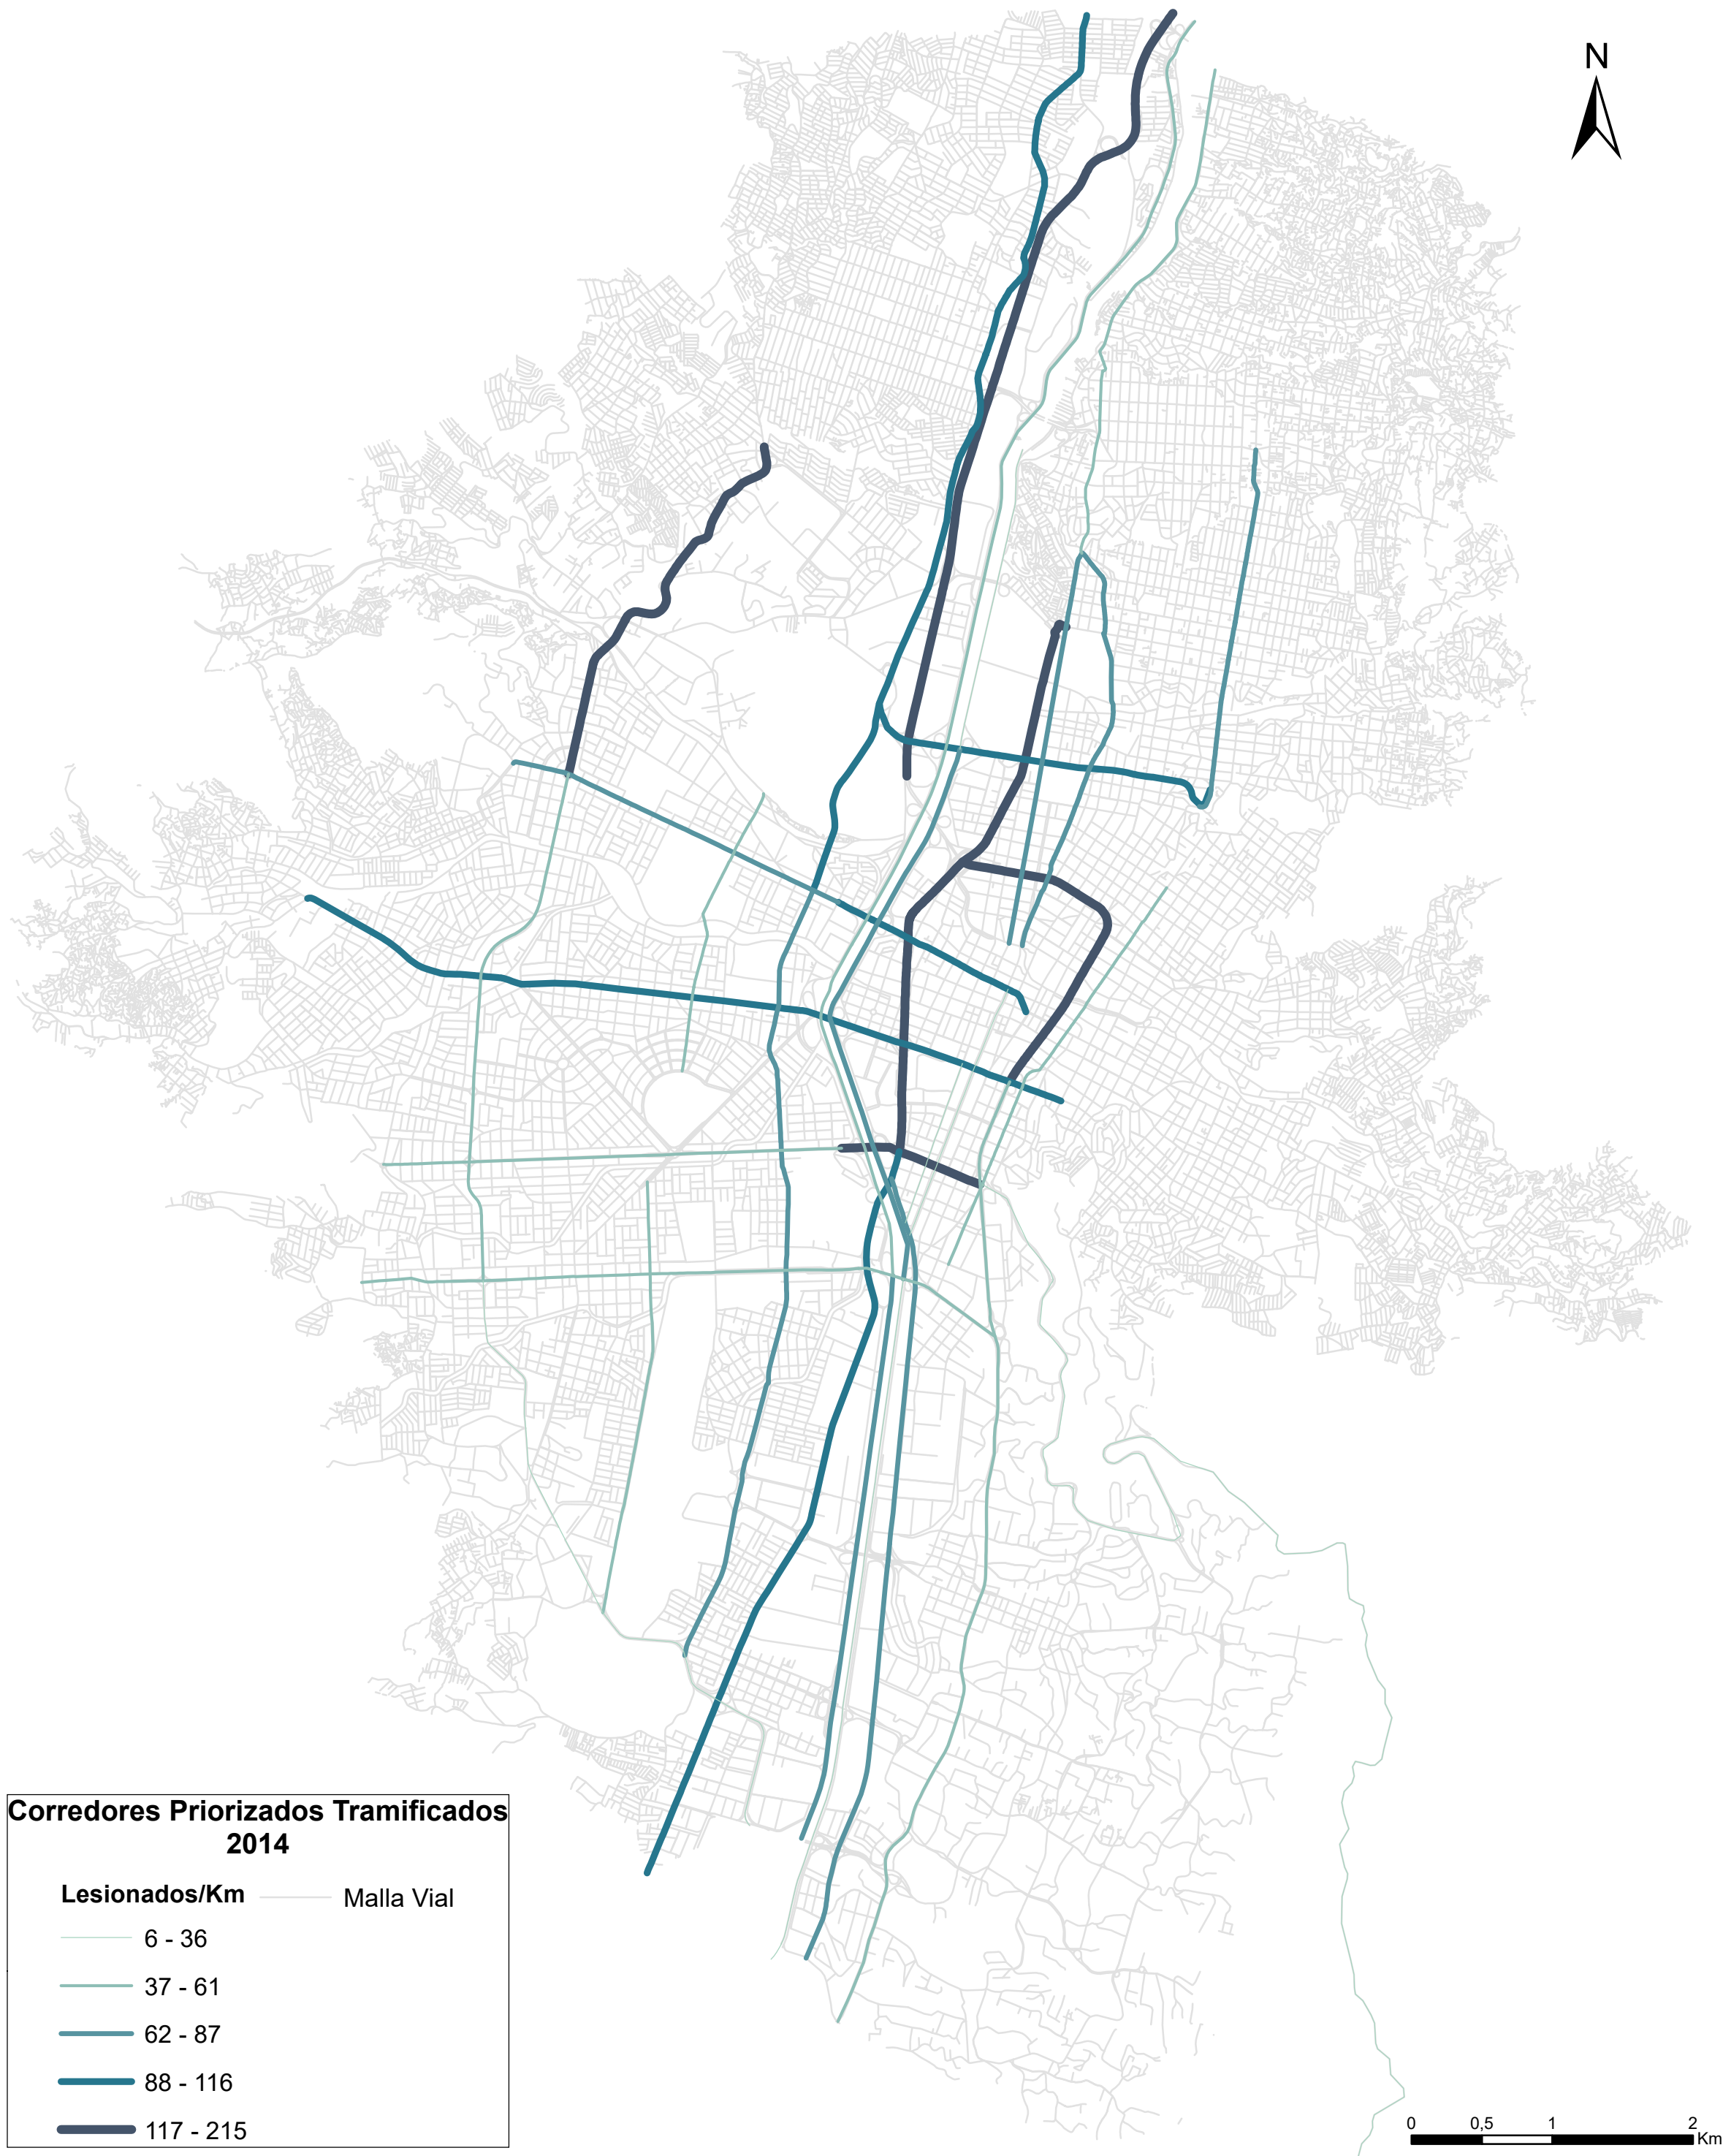 N
Corredores Priorizados Tramificados
2014
Lesionados/Km
Malla Vial
6 - 36
37 - 61
62 - 87
88 - 116
117 - 215
0 0,5 1 2
Km